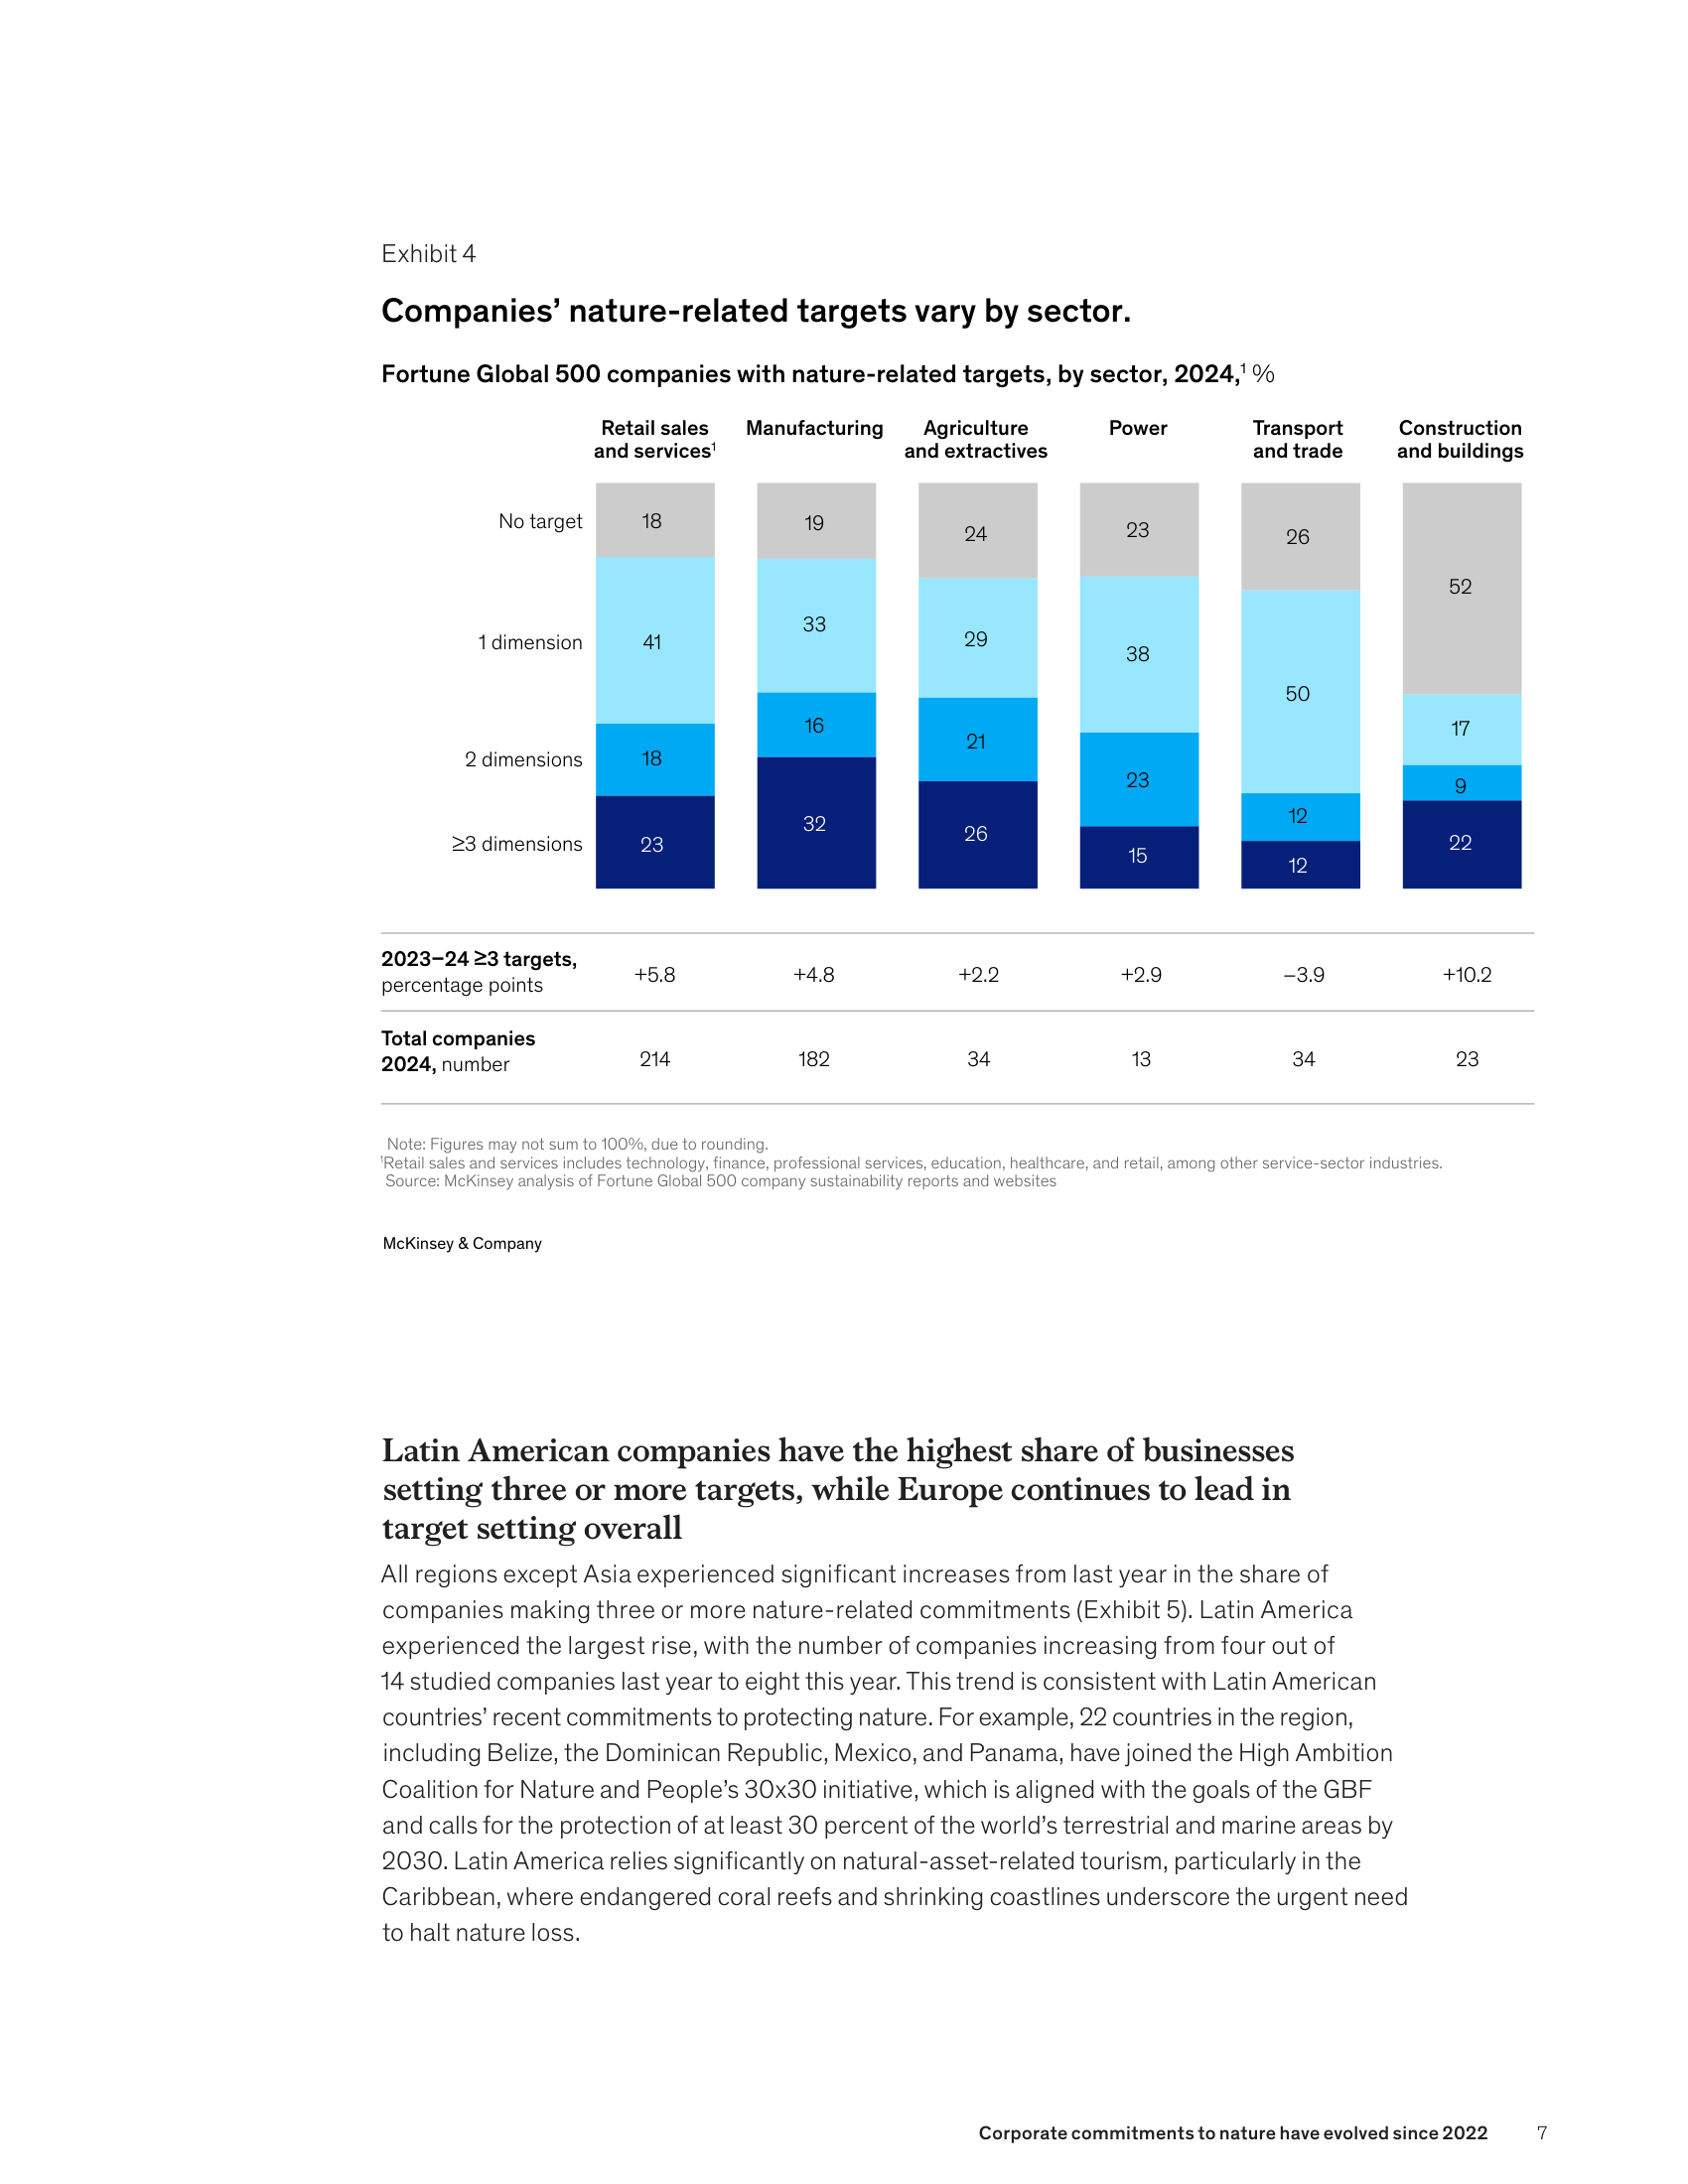 Exhibit 4
Companies’ nature-related targets vary by sector.
Fortune Global 500 companies with nature-related targets, by sector, 2024,¹ %
Retail sales and services¹
Manufacturing
Agriculture and extractives
Power
Transport and trade
Construction and buildings
No target 18 19 24 23 26 52
1 dimension 41 33 29 38 50 17
2 dimensions 18 16 21 23 12 9
≥3 dimensions 23 32 26 15 12 22
2023–24 ≥3 targets, percentage points +5.8 +4.8 +2.2 +2.9 –3.9 +10.2
Total companies 2024, number 214 182 34 13 34 23
Note: Figures may not sum to 100%, due to rounding.
¹Retail sales and services includes technology, finance, professional services, education, healthcare, and retail, among other service-sector industries.
Source: McKinsey analysis of Fortune Global 500 company sustainability reports and websites
McKinsey & Company
Latin American companies have the highest share of businesses
setting three or more targets, while Europe continues to lead in
target setting overall
All regions except Asia experienced significant increases from last year in the share of
companies making three or more nature-related commitments (Exhibit 5). Latin America
experienced the largest rise, with the number of companies increasing from four out of
14 studied companies last year to eight this year. This trend is consistent with Latin American
countries’ recent commitments to protecting nature. For example, 22 countries in the region,
including Belize, the Dominican Republic, Mexico, and Panama, have joined the High Ambition
Coalition for Nature and People’s 30x30 initiative, which is aligned with the goals of the GBF
and calls for the protection of at least 30 percent of the world’s terrestrial and marine areas by
2030. Latin America relies significantly on natural-asset-related tourism, particularly in the
Caribbean, where endangered coral reefs and shrinking coastlines underscore the urgent need
to halt nature loss.
Corporate commitments to nature have evolved since 2022 7